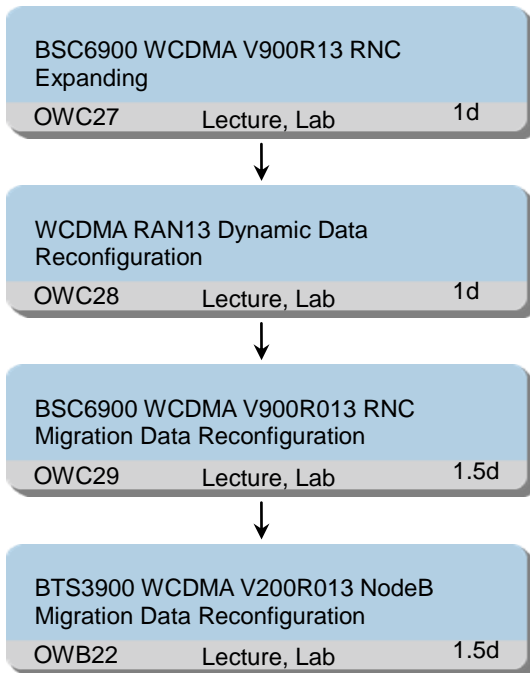 BSC6900 WCDMA V900R13 RNC
Expanding
OWC27 Lecture, Lab 1d
WCDMA RAN13 Dynamic Data
Reconfiguration
OWC28 Lecture, Lab 1d
BSC6900 WCDMA V900R013 RNC
Migration Data Reconfiguration
OWC29 Lecture, Lab 1.5d
BTS3900 WCDMA V200R013 NodeB
Migration Data Reconfiguration
OWB22 Lecture, Lab 1.5d